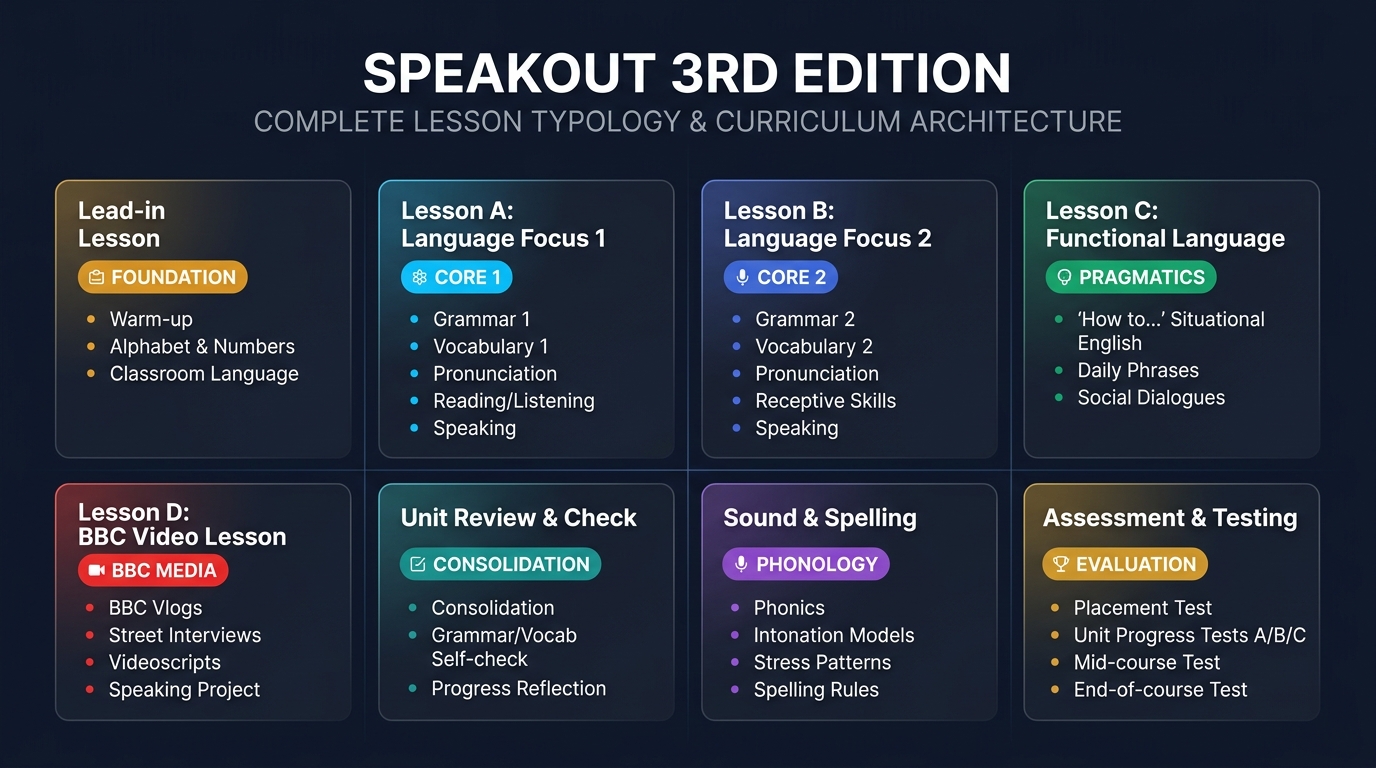 SPEAKOUT 3RD EDITION
COMPLETE LESSON TYPOLOGY & CURRICULUM ARCHITECTURE
Lead-in
Lesson
FOUNDATION
Warm-up
Alphabet & Numbers
Classroom Language
Lesson A:
Language Focus 1
CORE 1
Grammar 1
Vocabulary 1
Pronunciation
Reading/Listening
Speaking
Lesson B:
Language Focus 2
CORE 2
Grammar 2
Vocabulary 2
Pronunciation
Receptive Skills
Speaking
Lesson C:
Functional Language
PRAGMATICS
'How to...' Situational
English
Daily Phrases
Social Dialogues
Lesson D:
BBC Video Lesson
BBC MEDIA
BBC Vlogs
Street Interviews
Videoscripts
Speaking Project
Unit Review & Check
CONSOLIDATION
Consolidation
Grammar/Vocab
Self-check
Progress Reflection
Sound & Spelling
PHONOLOGY
Phonics
Intonation Models
Stress Patterns
Spelling Rules
Assessment & Testing
EVALUATION
Placement Test
Unit Progress Tests A/B/C
Mid-course Test
End-of-course Test